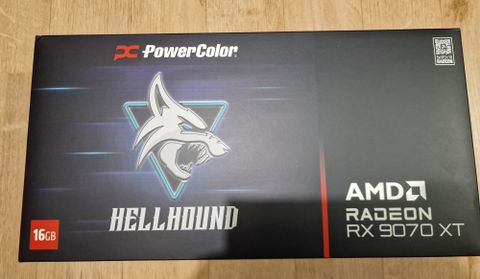 PowerColor
HELLHOUND
16GB
AMD
RADEON
RX 9070 XT